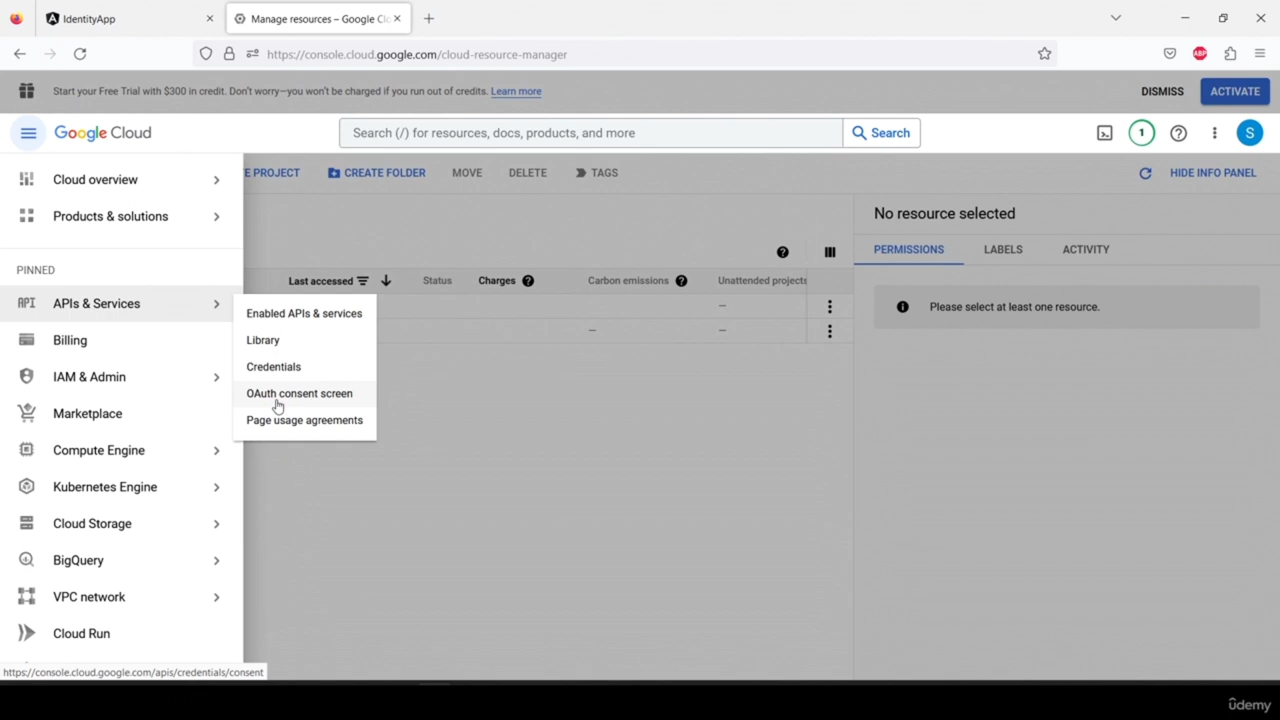 IdentityApp
Manage resources – Google Clo
https://console.cloud.google.com/cloud-resource-manager
Start your Free Trial with $300 in credit. Don't worry—you won't be charged if you run out of credits. Learn more
DISMISS
ACTIVATE
Google Cloud
Search (/) for resources, docs, products, and more
Search
1
S
Cloud overview
Products & solutions
PINNED
API APIs & Services
Billing
IAM & Admin
Marketplace
Compute Engine
Kubernetes Engine
Cloud Storage
BigQuery
VPC network
Cloud Run
Enabled APIs & services
Library
Credentials
OAuth consent screen
Page usage agreements
E PROJECT
CREATE FOLDER
MOVE
DELETE
TAGS
HIDE INFO PANEL
Last accessed
Status
Charges
Carbon emissions
Unattended projects
–
– –
No resource selected
PERMISSIONS
LABELS
ACTIVITY
Please select at least one resource.
https://console.cloud.google.com/apis/credentials/consent
ûdemy